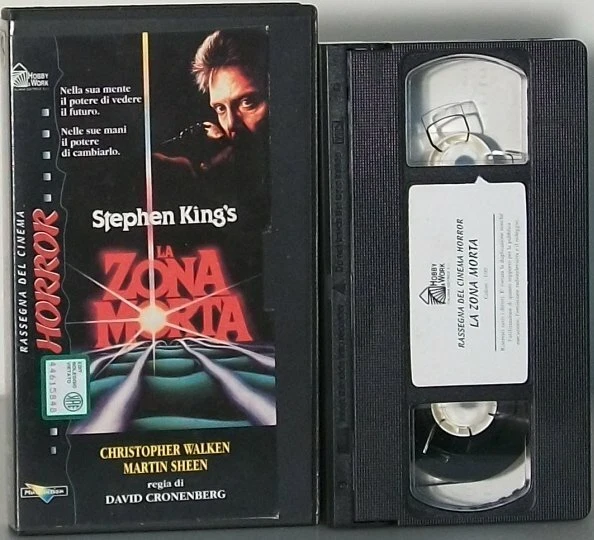 HOBBY
& WORK
Nella sua mente
il potere di vedere
il futuro.
Nelle sue mani
il potere
di cambiarlo.
RASSEGNA DEL CINEMA
HORROR
Stephen King's
LA
ZONA
MORTA
44615848
CHRISTOPHER WALKEN
MARTIN SHEEN
regia di
DAVID CRONENBERG
HOBBY
& WORK
RASSEGNA DEL CINEMA HORROR
LA ZONA MORTA